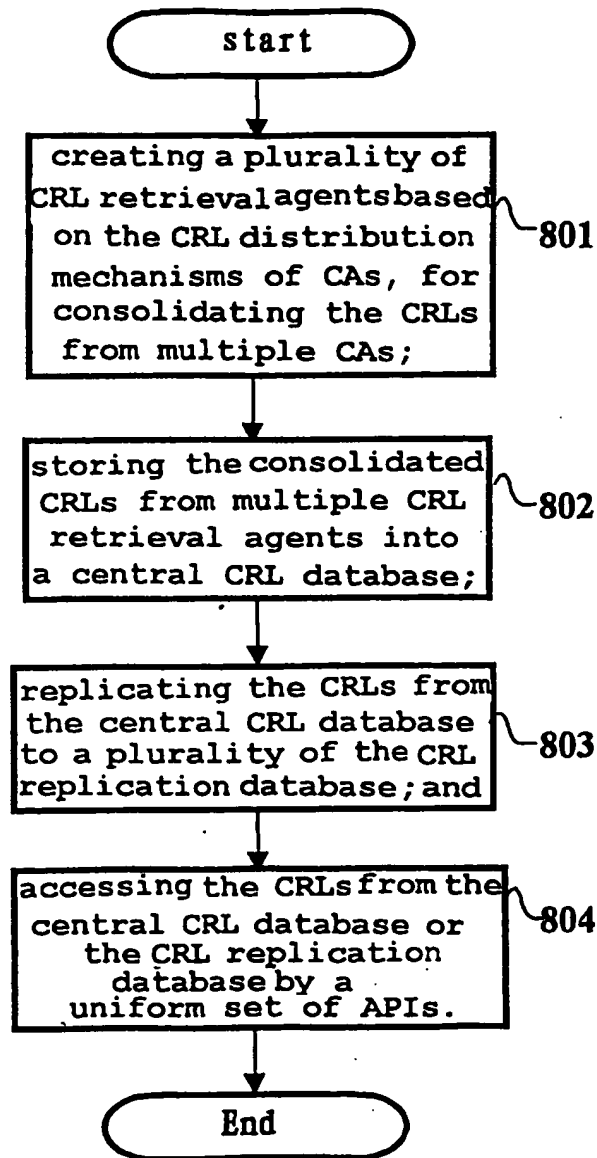 start
creating a plurality of
CRL retrieval agents based
on the CRL distribution
mechanisms of CAs, for
consolidating the CRLs
from multiple CAs;
801
storing the consolidated
CRLs from multiple CRL
retrieval agents into
a central CRL database;
802
replicating the CRLs from
the central CRL database
to a plurality of the CRL
replication database; and
803
accessing the CRLs from the
central CRL database or
the CRL replication
database by a
uniform set of APIs.
804
End